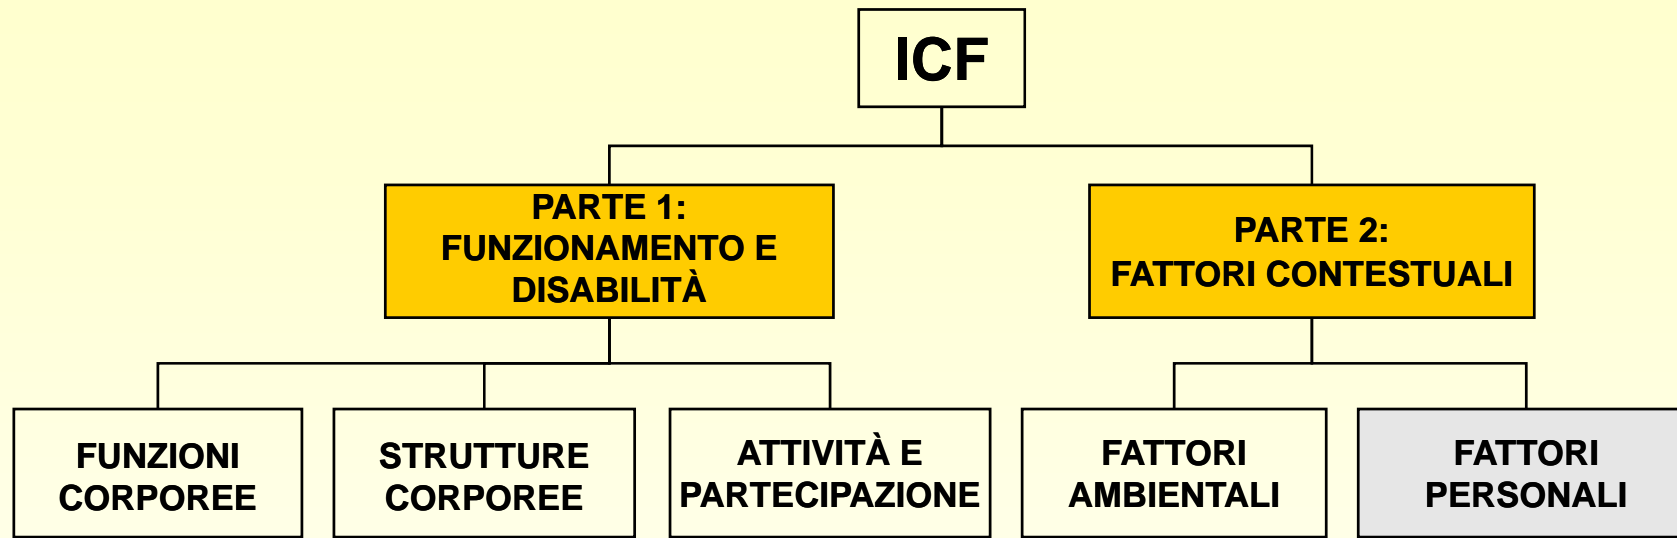 ICF
PARTE 1:
FUNZIONAMENTO E
DISABILITÀ
PARTE 2:
FATTORI CONTESTUALI
FUNZIONI
CORPOREE
STRUTTURE
CORPOREE
ATTIVITÀ E
PARTECIPAZIONE
FATTORI
AMBIENTALI
FATTORI
PERSONALI